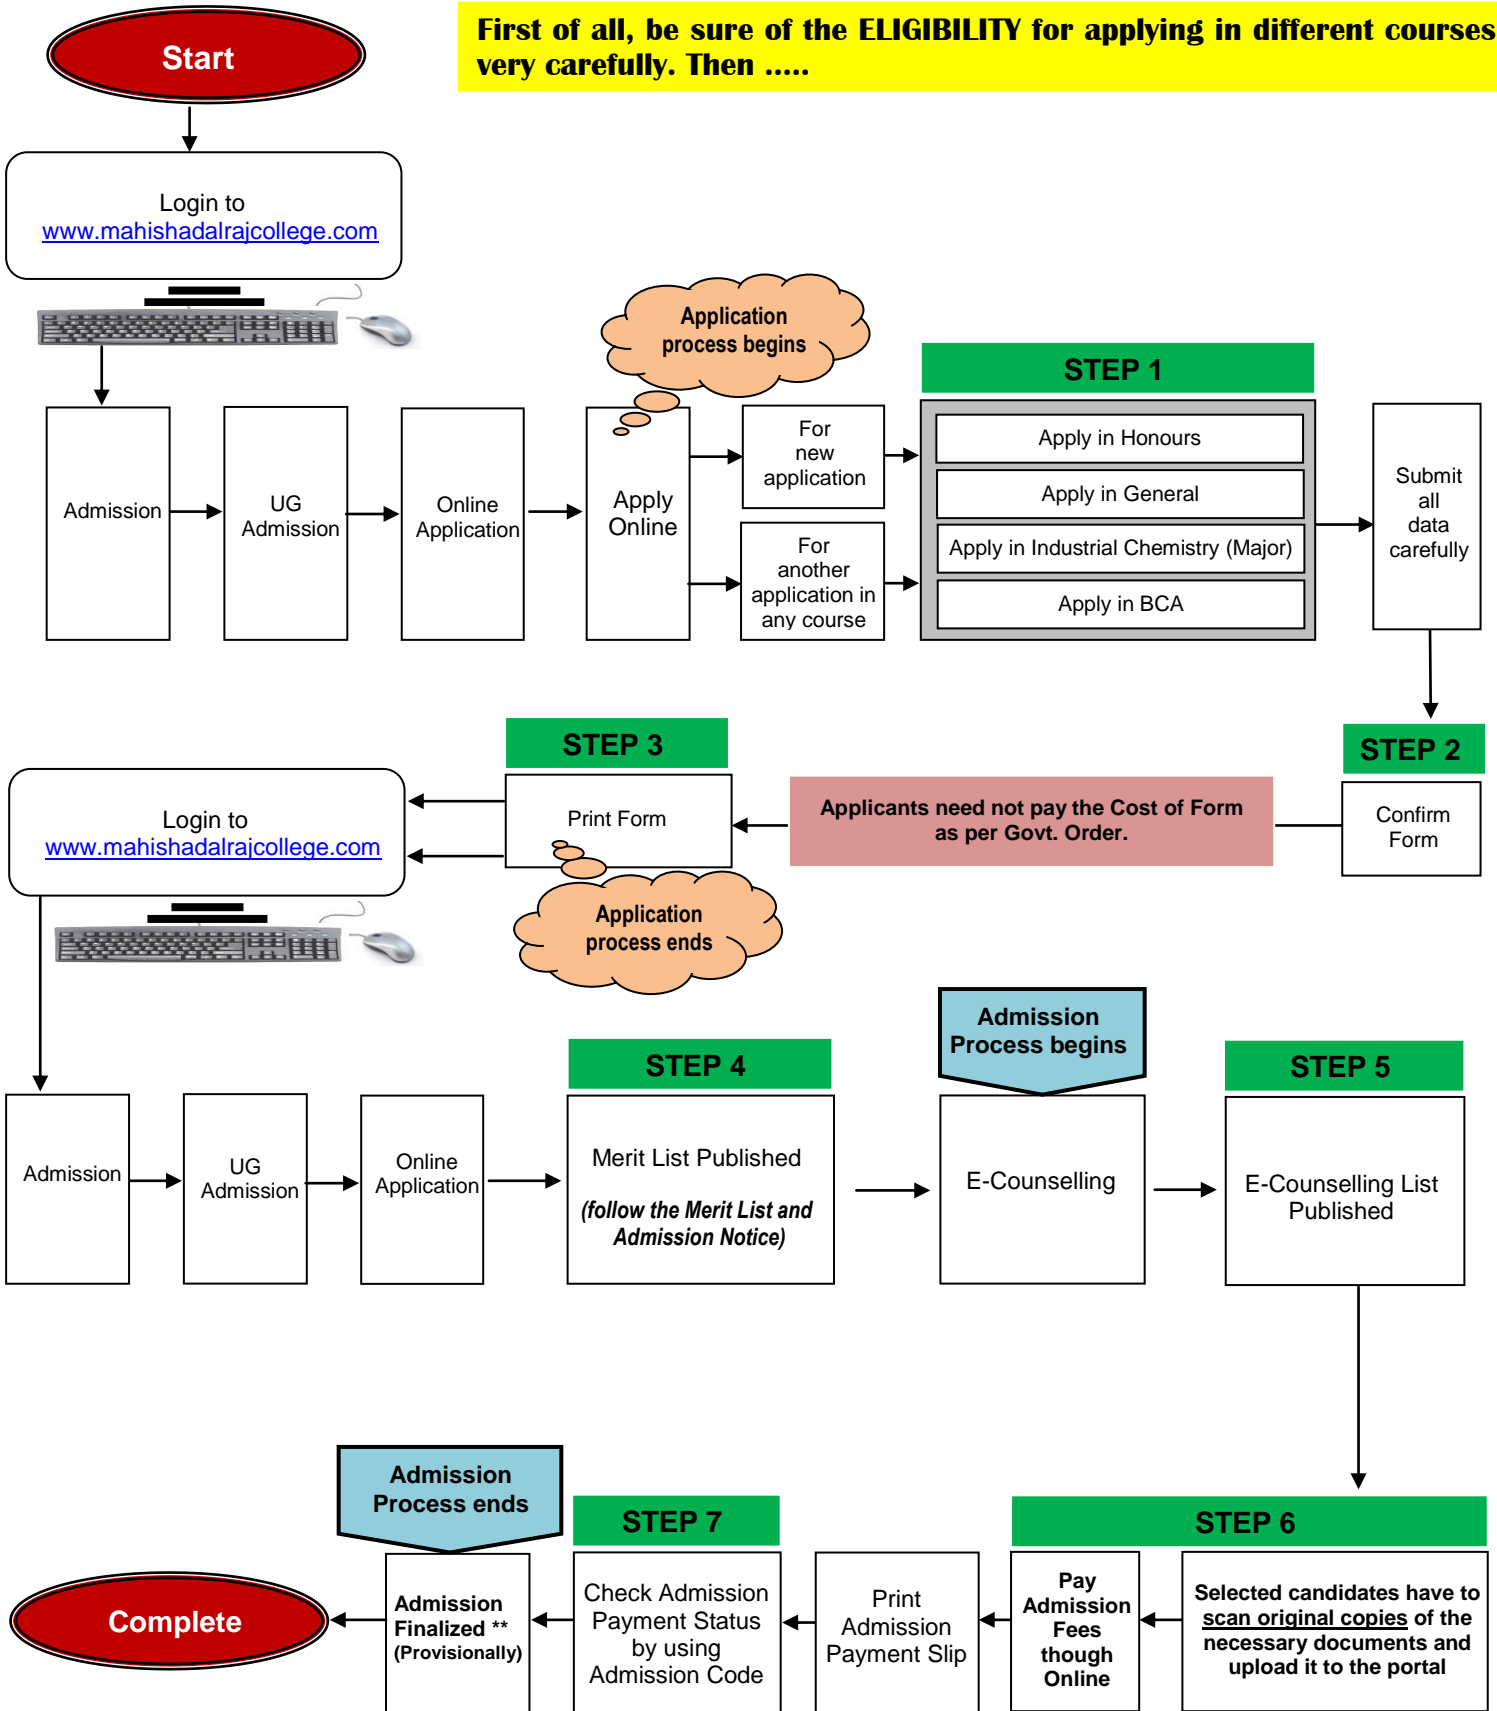 Start
First of all, be sure of the ELIGIBILITY for applying in different courses
very carefully. Then .....
Login to
www.mahishadalrajcollege.com
Application
process begins
STEP 1
Admission
UG
Admission
Online
Application
Apply
Online
For
new
application
For
another
application in
any course
Apply in Honours
Apply in General
Apply in Industrial Chemistry (Major)
Apply in BCA
Submit
all
data
carefully
STEP 2
Confirm
Form
Applicants need not pay the Cost of Form
as per Govt. Order.
STEP 3
Print Form
Application
process ends
Login to
www.mahishadalrajcollege.com
Admission
UG
Admission
Online
Application
STEP 4
Merit List Published
(follow the Merit List and
Admission Notice)
Admission
Process begins
E-Counselling
STEP 5
E-Counselling List
Published
STEP 6
Selected candidates have to
scan original copies of the
necessary documents and
upload it to the portal
Pay
Admission
Fees
though
Online
Print
Admission
Payment Slip
STEP 7
Check Admission
Payment Status
by using
Admission Code
Admission
Process ends
Admission
Finalized **
(Provisionally)
Complete